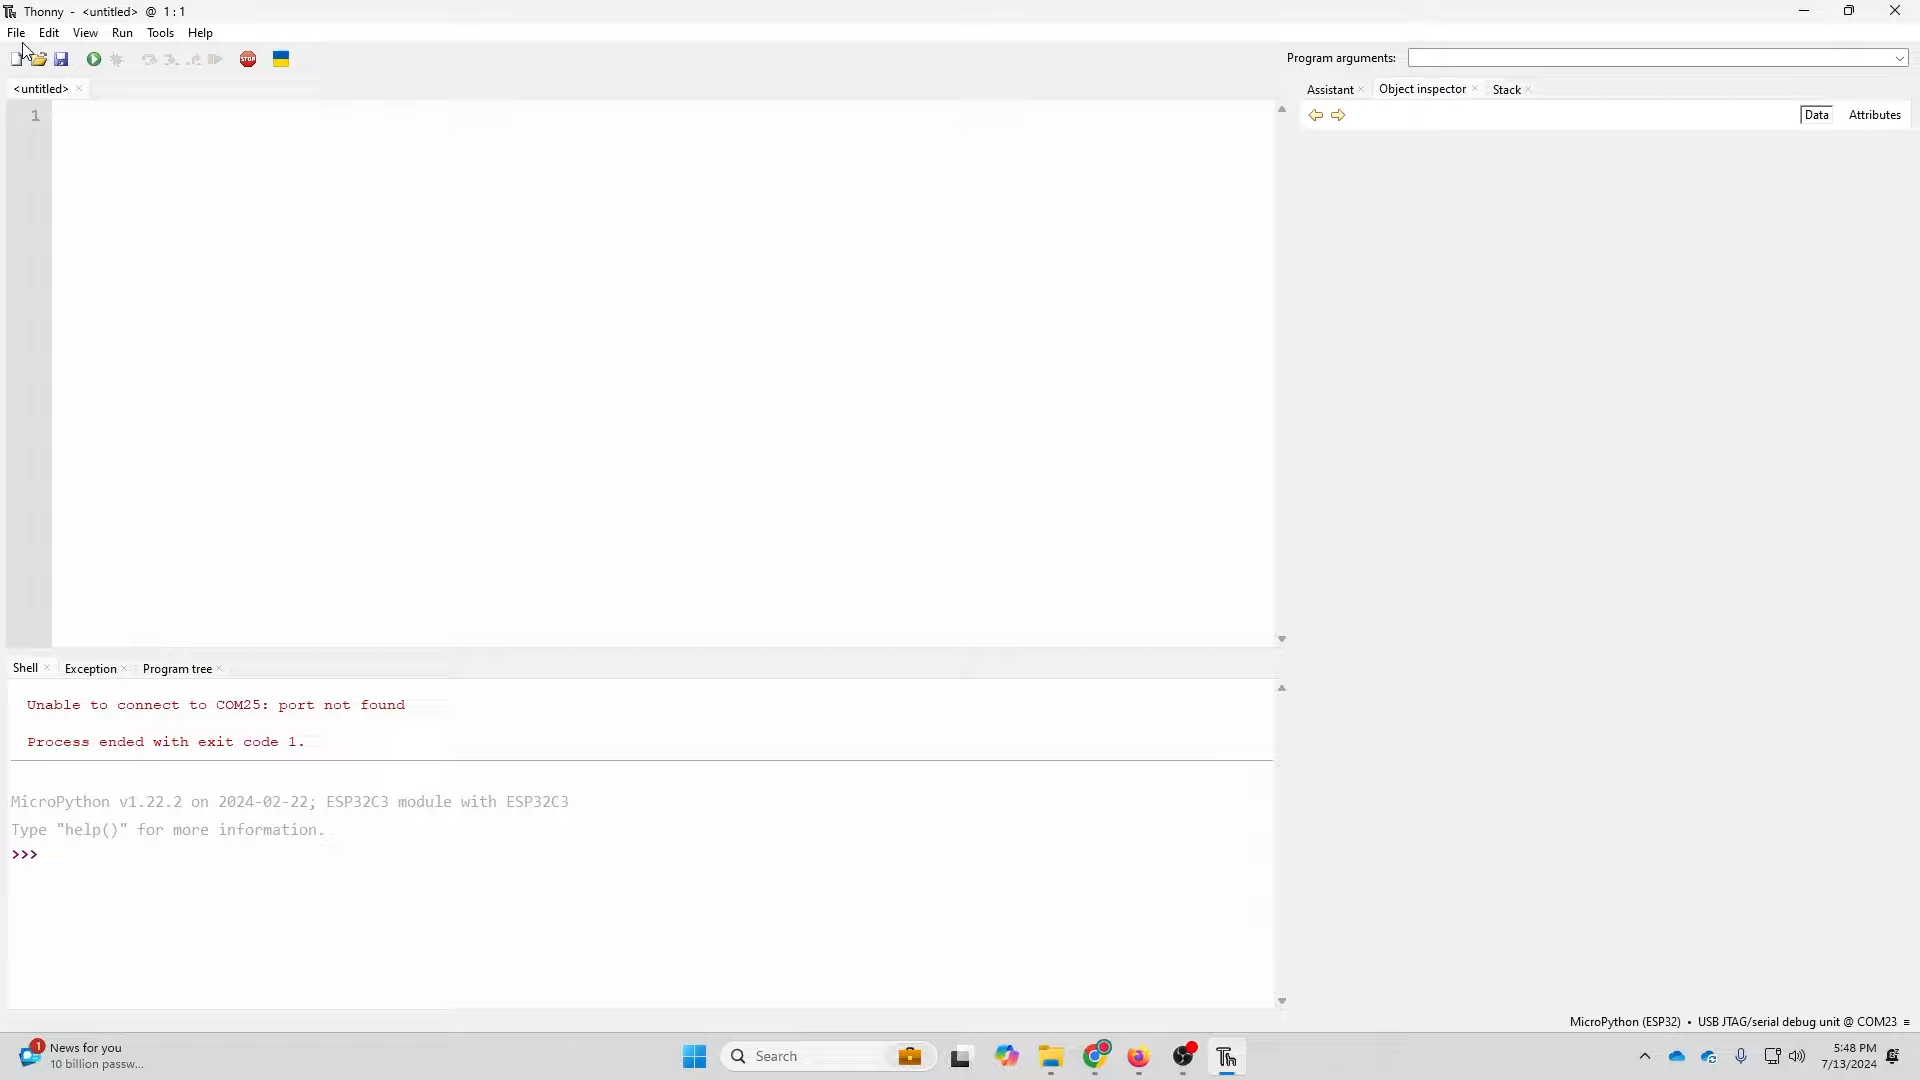 Thonny - <untitled> @ 1 : 1
File Edit View Run Tools Help
STOP
Program arguments:
<untitled>
Assistant Object inspector Stack
1
Data Attributes
Shell Exception Program tree
Unable to connect to COM25: port not found
Process ended with exit code 1.
MicroPython v1.22.2 on 2024-02-22; ESP32C3 module with ESP32C3
Type "help()" for more information.
>>>
MicroPython (ESP32) • USB JTAG/serial debug unit @ COM23 ≡
1
News for you
10 billion passw...
Search
Th
5:48 PM
7/13/2024